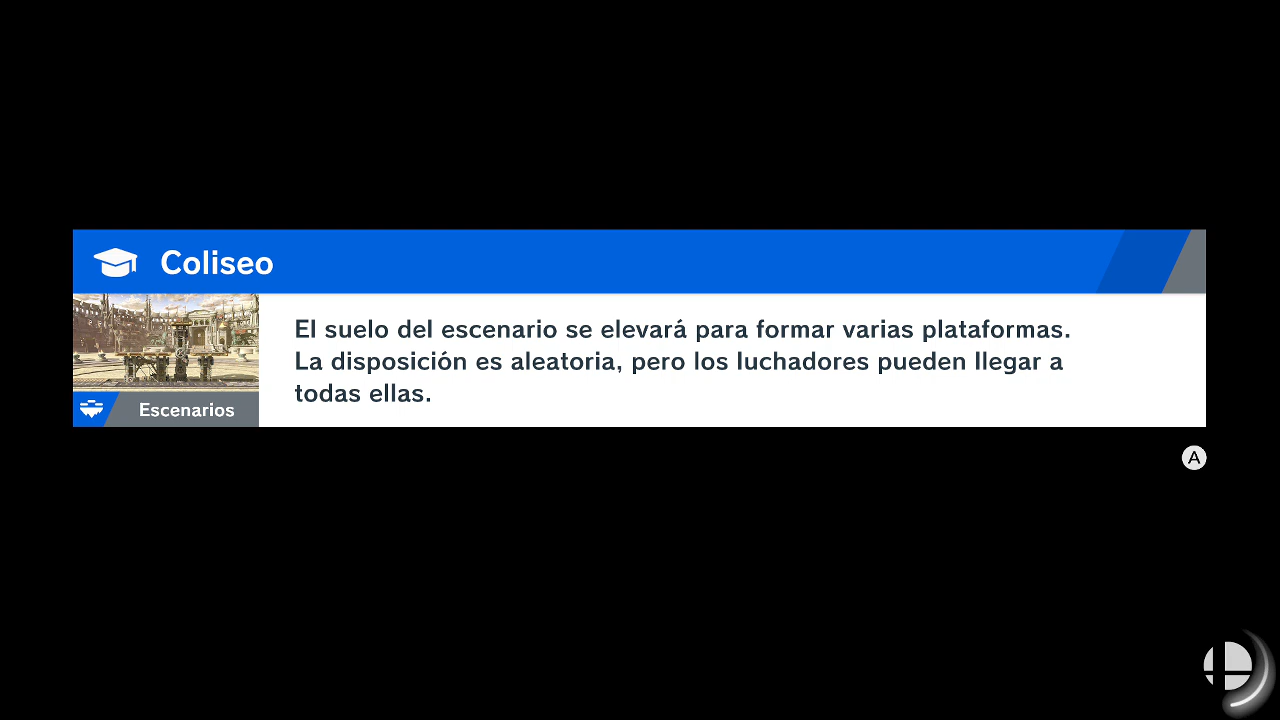 Coliseo
El suelo del escenario se elevará para formar varias plataformas.
La disposición es aleatoria, pero los luchadores pueden llegar a
todas ellas.
Escenarios
A